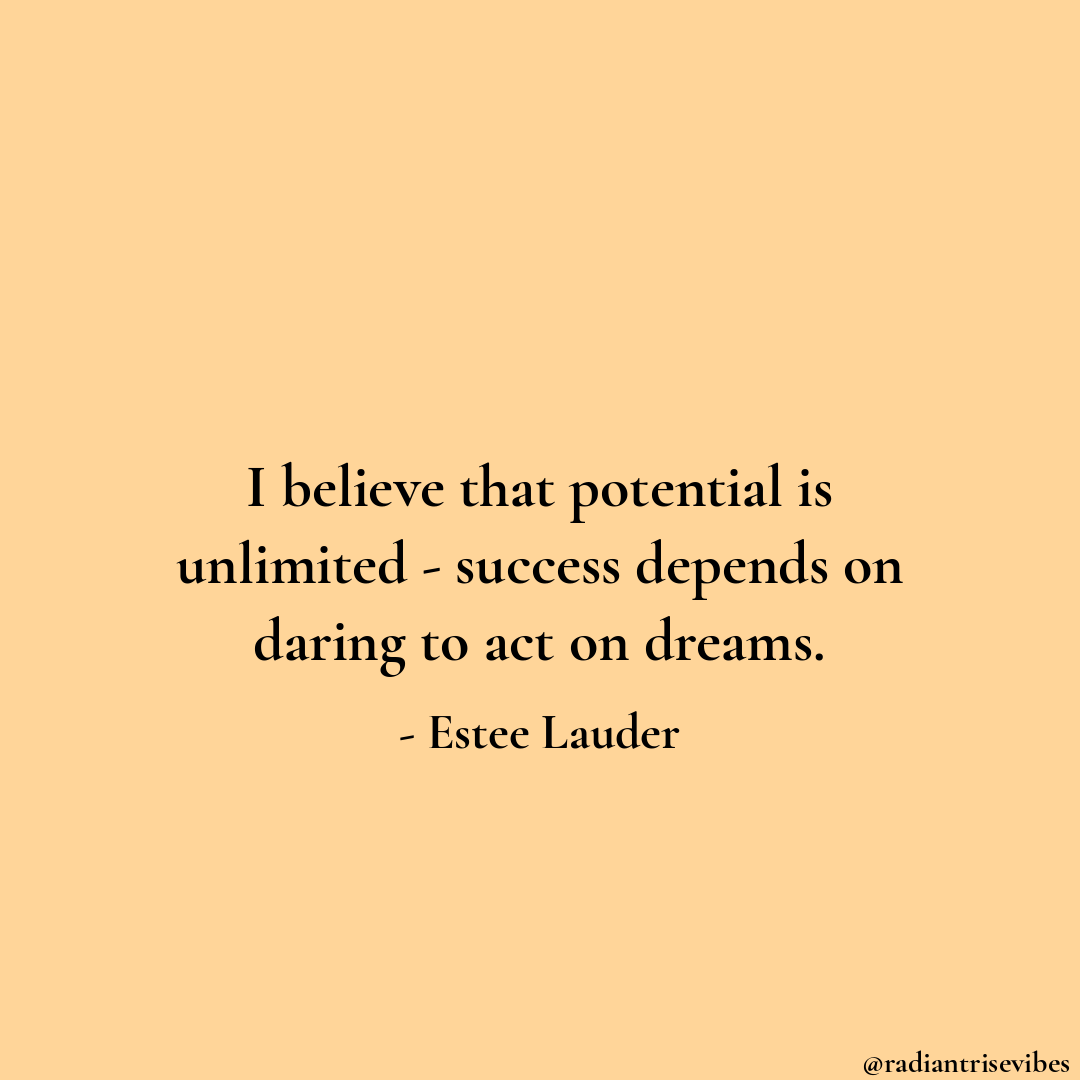 I believe that potential is
unlimited - success depends on
daring to act on dreams.
- Estee Lauder
@radiantrisevibes